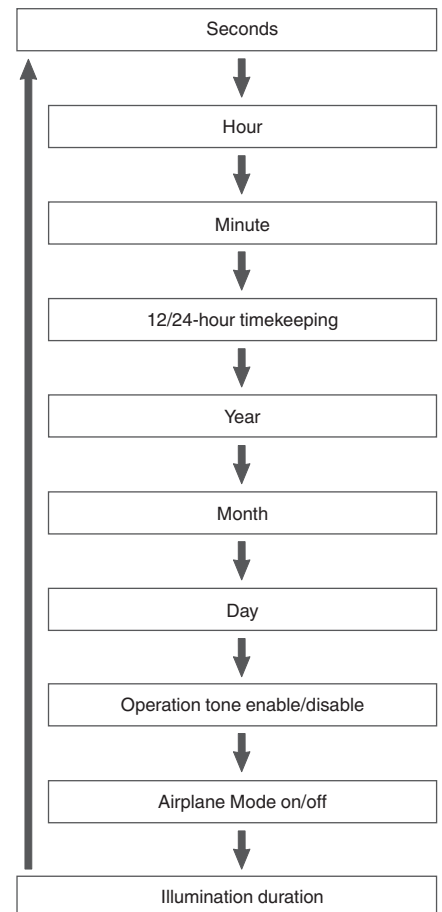 Seconds
Hour
Minute
12/24-hour timekeeping
Year
Month
Day
Operation tone enable/disable
Airplane Mode on/off
Illumination duration